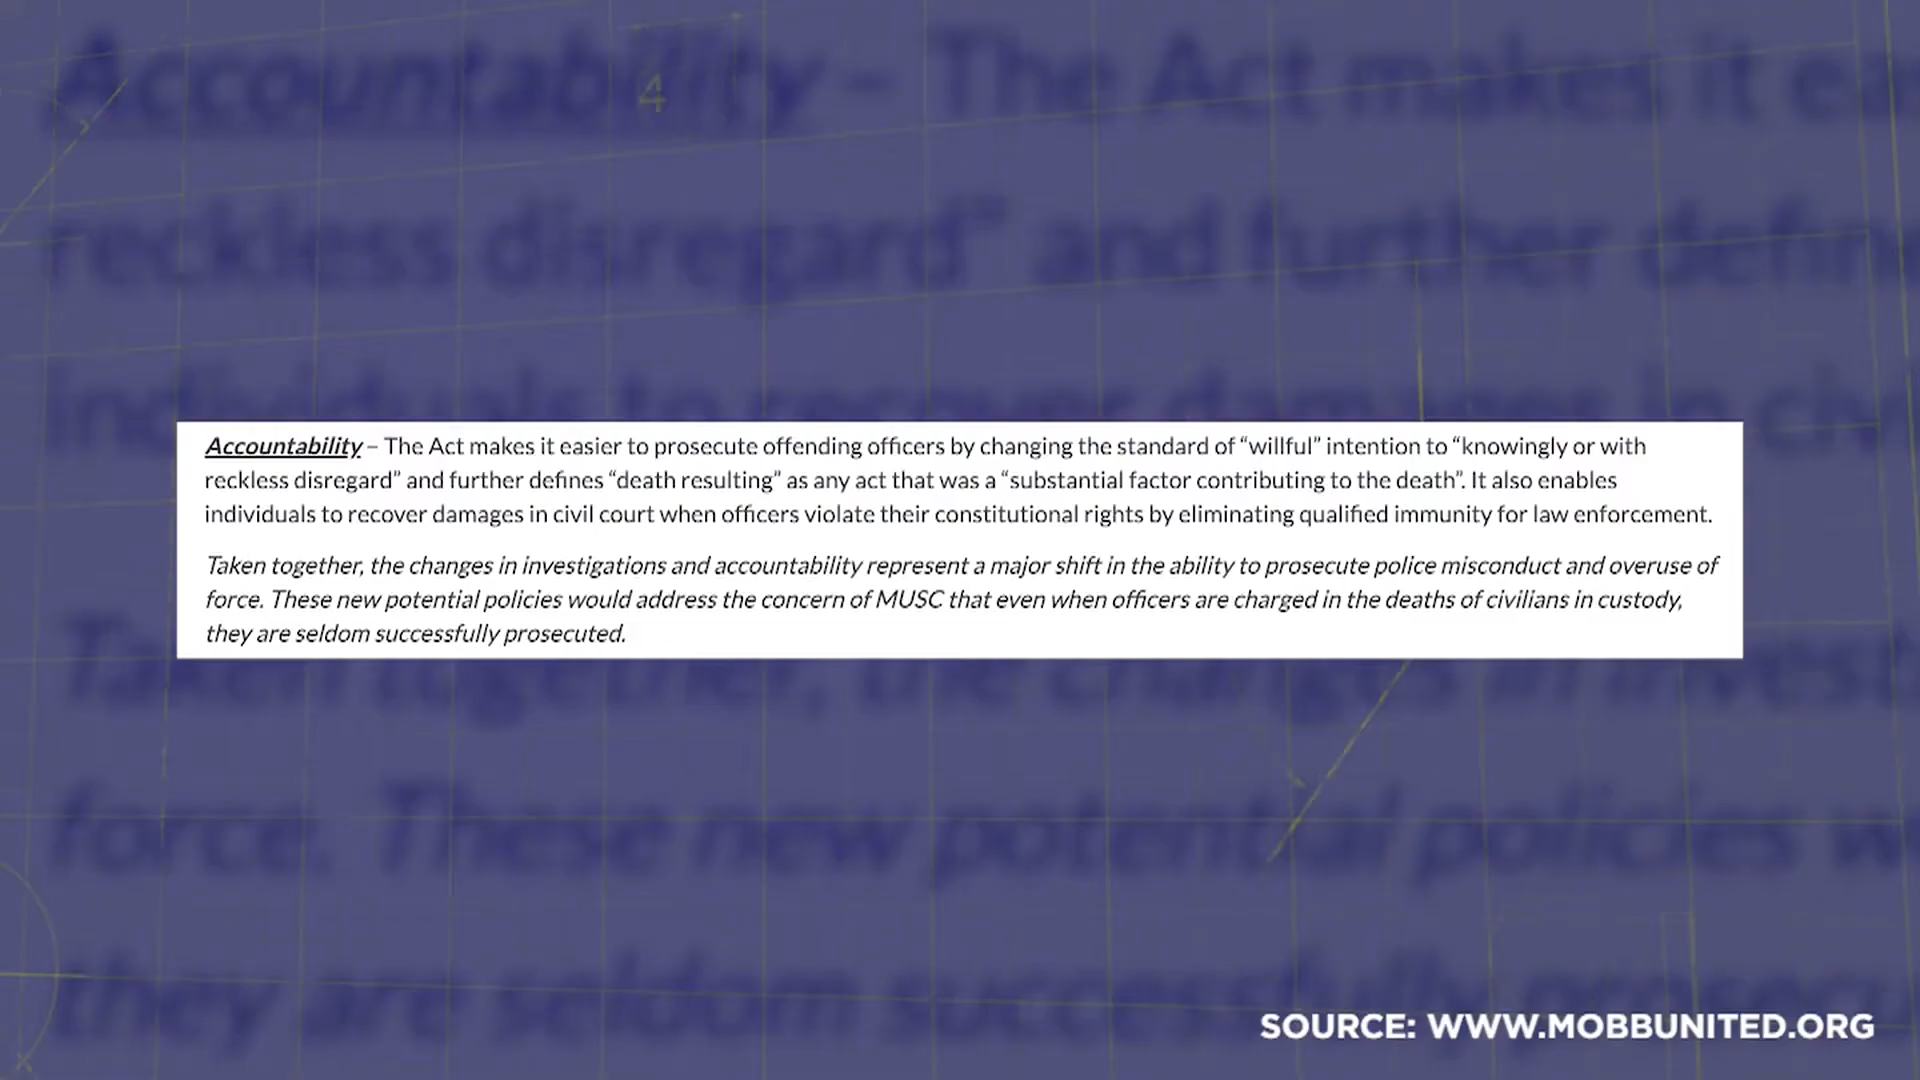 4
Accountability – The Act makes it easier to prosecute offending officers by changing the standard of “willful” intention to “knowingly or with
reckless disregard” and further defines “death resulting” as any act that was a “substantial factor contributing to the death”. It also enables
individuals to recover damages in civil court when officers violate their constitutional rights by eliminating qualified immunity for law enforcement.
Taken together, the changes in investigations and accountability represent a major shift in the ability to prosecute police misconduct and overuse of
force. These new potential policies would address the concern of MUSC that even when officers are charged in the deaths of civilians in custody,
they are seldom successfully prosecuted.
SOURCE: WWW.MOBBUNITED.ORG